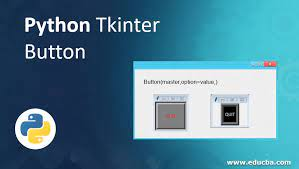 Python Tkinter
Button
Button(master,option=value,)
QUIT
www.educba.com